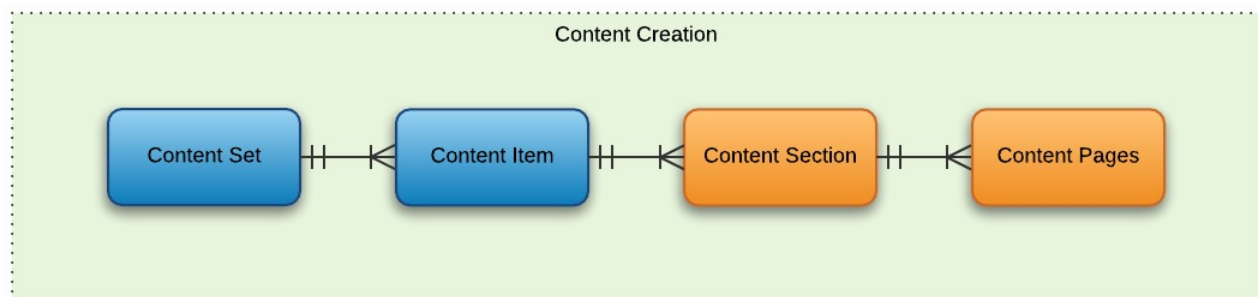 Content Creation
Content Set
Content Item
Content Section
Content Pages